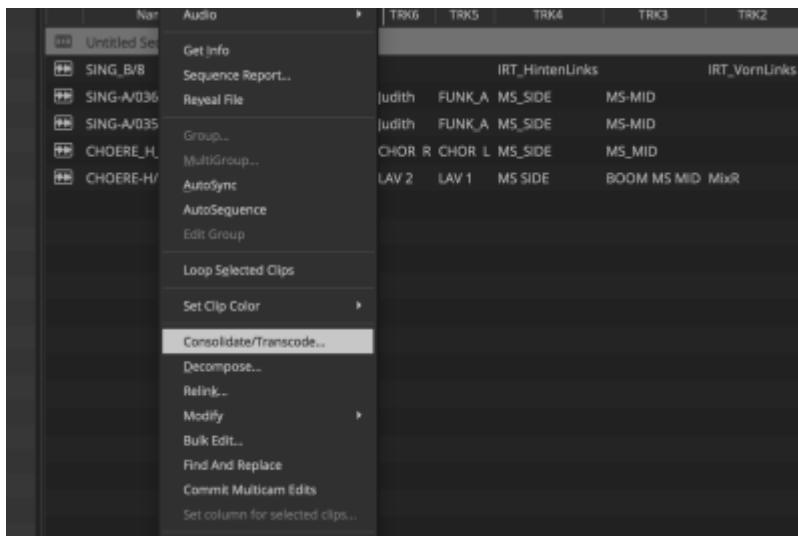 Nar Audio TRK6 TRK5 TRK4 TRK3 TRK2
Untitled Se
Get Info
SING_B/8 IRT_HintenLinks IRT_VornLinks
Sequence Report...
SING-A/036 Judith FUNK_A MS_SIDE MS-MID
Reveal File
SING-A/035 Judith FUNK_A MS_SIDE MS-MID
Group...
CHOERE_H_ CHOR R CHOR L MS_SIDE MS_MID
MultiGroup...
CHOERE-H/ LAV 2 LAV 1 MS SIDE BOOM MS MID MixR
AutoSync
AutoSequence
Edit Group
Loop Selected Clips
Set Clip Color
Consolidate/Transcode...
Decompose...
Relink...
Modify
Bulk Edit...
Find And Replace
Commit Multicam Edits
Set column for selected clips...